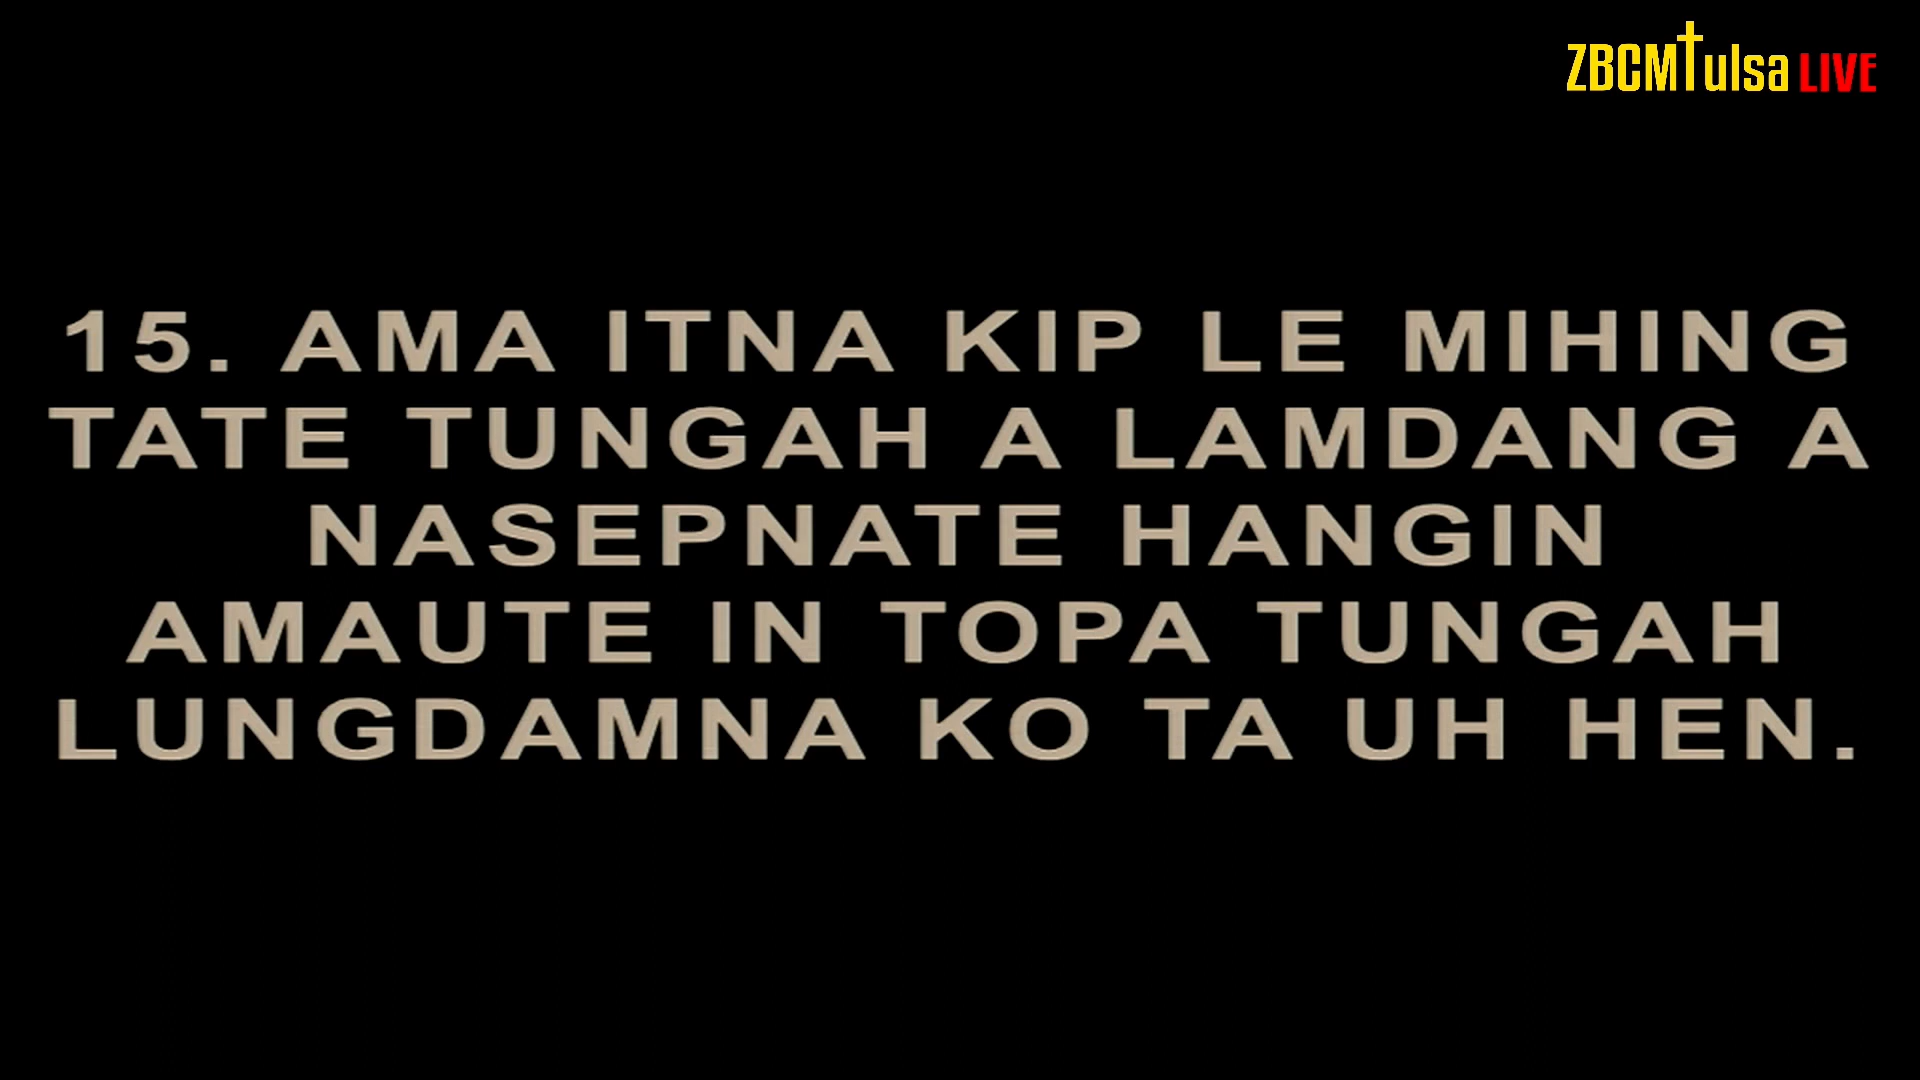 ZBCMTulsa LIVE
15. AMA ITNA KIP LE MIHING
TATE TUNGAH A LAMDANG A
NASEPNATE HANGIN
AMAUTE IN TOPA TUNGAH
LUNGDAMNA KO TA UH HEN.